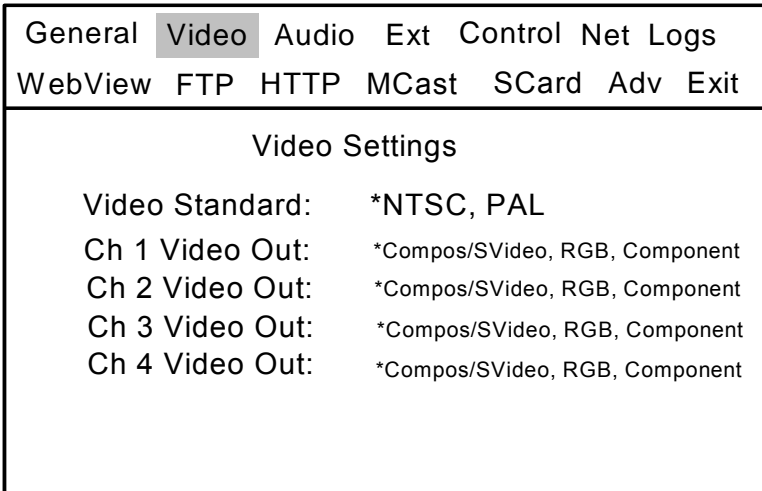 General Video Audio Ext Control Net Logs
WebView FTP HTTP MCast SCard Adv Exit
Video Settings
Video Standard: *NTSC, PAL
Ch 1 Video Out: *Compos/SVideo, RGB, Component
Ch 2 Video Out: *Compos/SVideo, RGB, Component
Ch 3 Video Out: *Compos/SVideo, RGB, Component
Ch 4 Video Out: *Compos/SVideo, RGB, Component